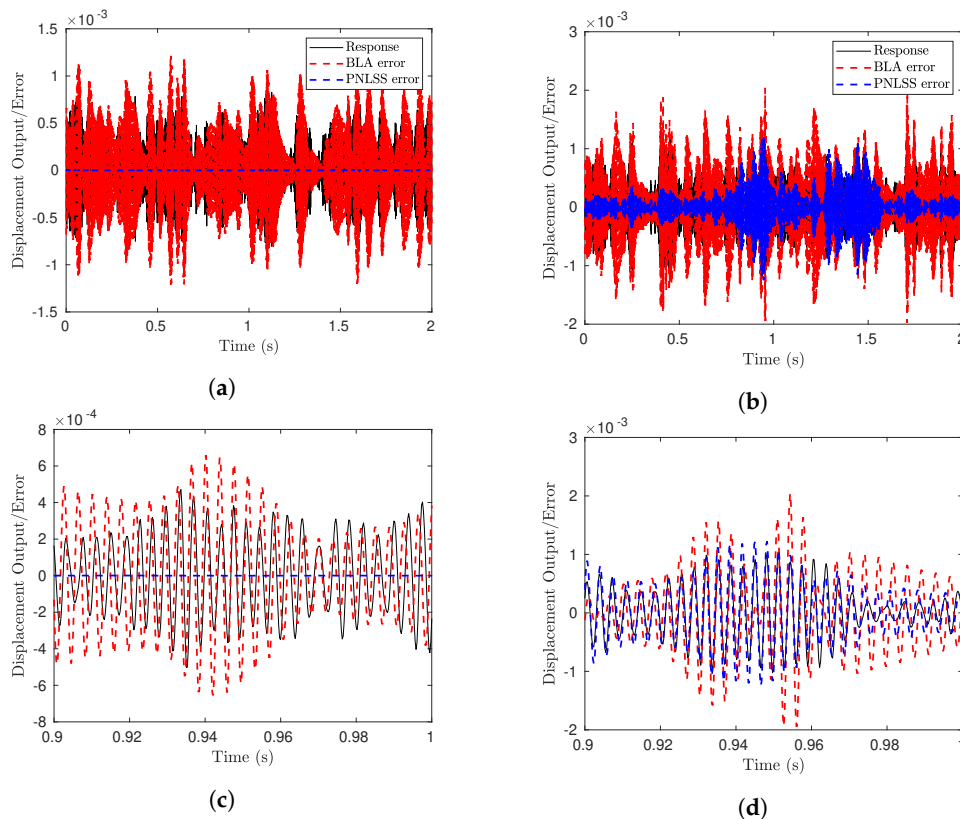 ×10⁻³
1.5
1
0.5
0
-0.5
-1
-1.5
0 0.5 1 1.5 2
Displacement Output/Error
Time (s)
Response
BLA error
PNLSS error
(a)
×10⁻³
3
2
1
0
-1
-2
0 0.5 1 1.5 2
Displacement Output/Error
Time (s)
Response
BLA error
PNLSS error
(b)
×10⁻⁴
8
6
4
2
0
-2
-4
-6
-8
0.9 0.92 0.94 0.96 0.98 1
Displacement Output/Error
Time (s)
(c)
×10⁻³
3
2
1
0
-1
-2
0.9 0.92 0.94 0.96 0.98 1
Displacement Output/Error
Time (s)
(d)